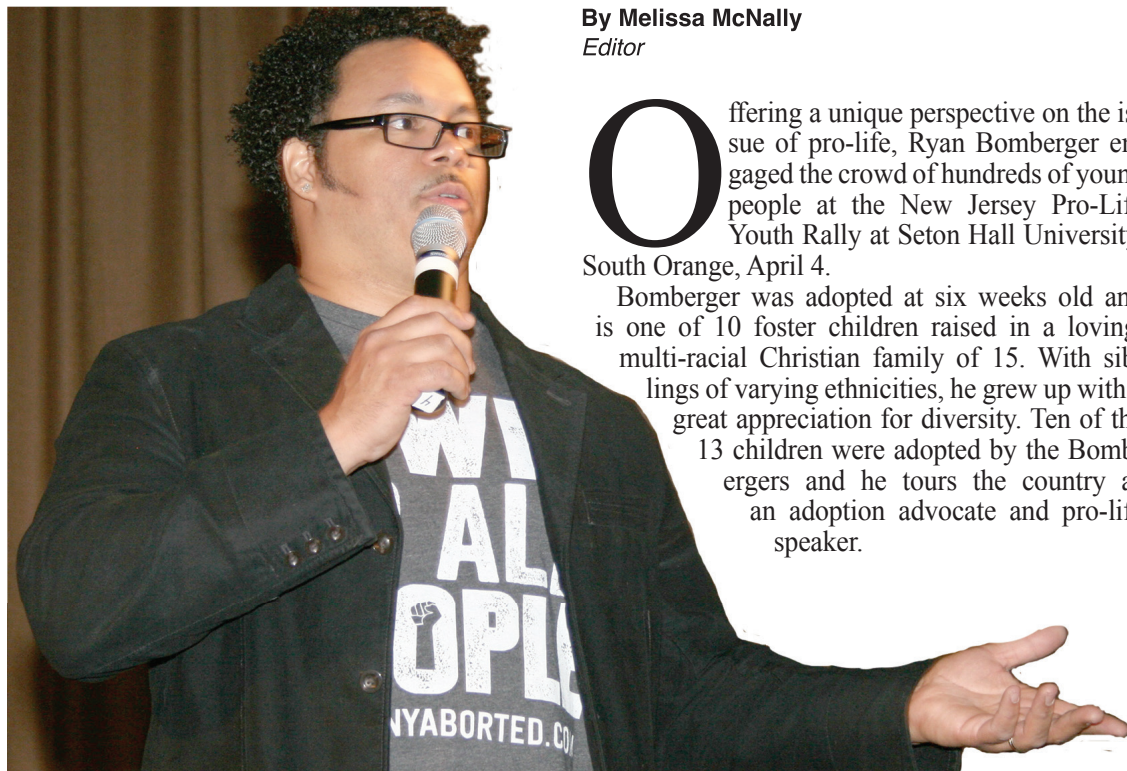 By Melissa McNally
Editor
Offering a unique perspective on the is
sue of pro-life, Ryan Bomberger en
gaged the crowd of hundreds of youn
people at the New Jersey Pro-Lif
Youth Rally at Seton Hall University
South Orange, April 4.
Bomberger was adopted at six weeks old an
is one of 10 foster children raised in a loving
multi-racial Christian family of 15. With sib
lings of varying ethnicities, he grew up with
great appreciation for diversity. Ten of th
13 children were adopted by the Bomb
ergers and he tours the country a
an adoption advocate and pro-lif
speaker.
ALL
OPLE
NYABORTED.CO